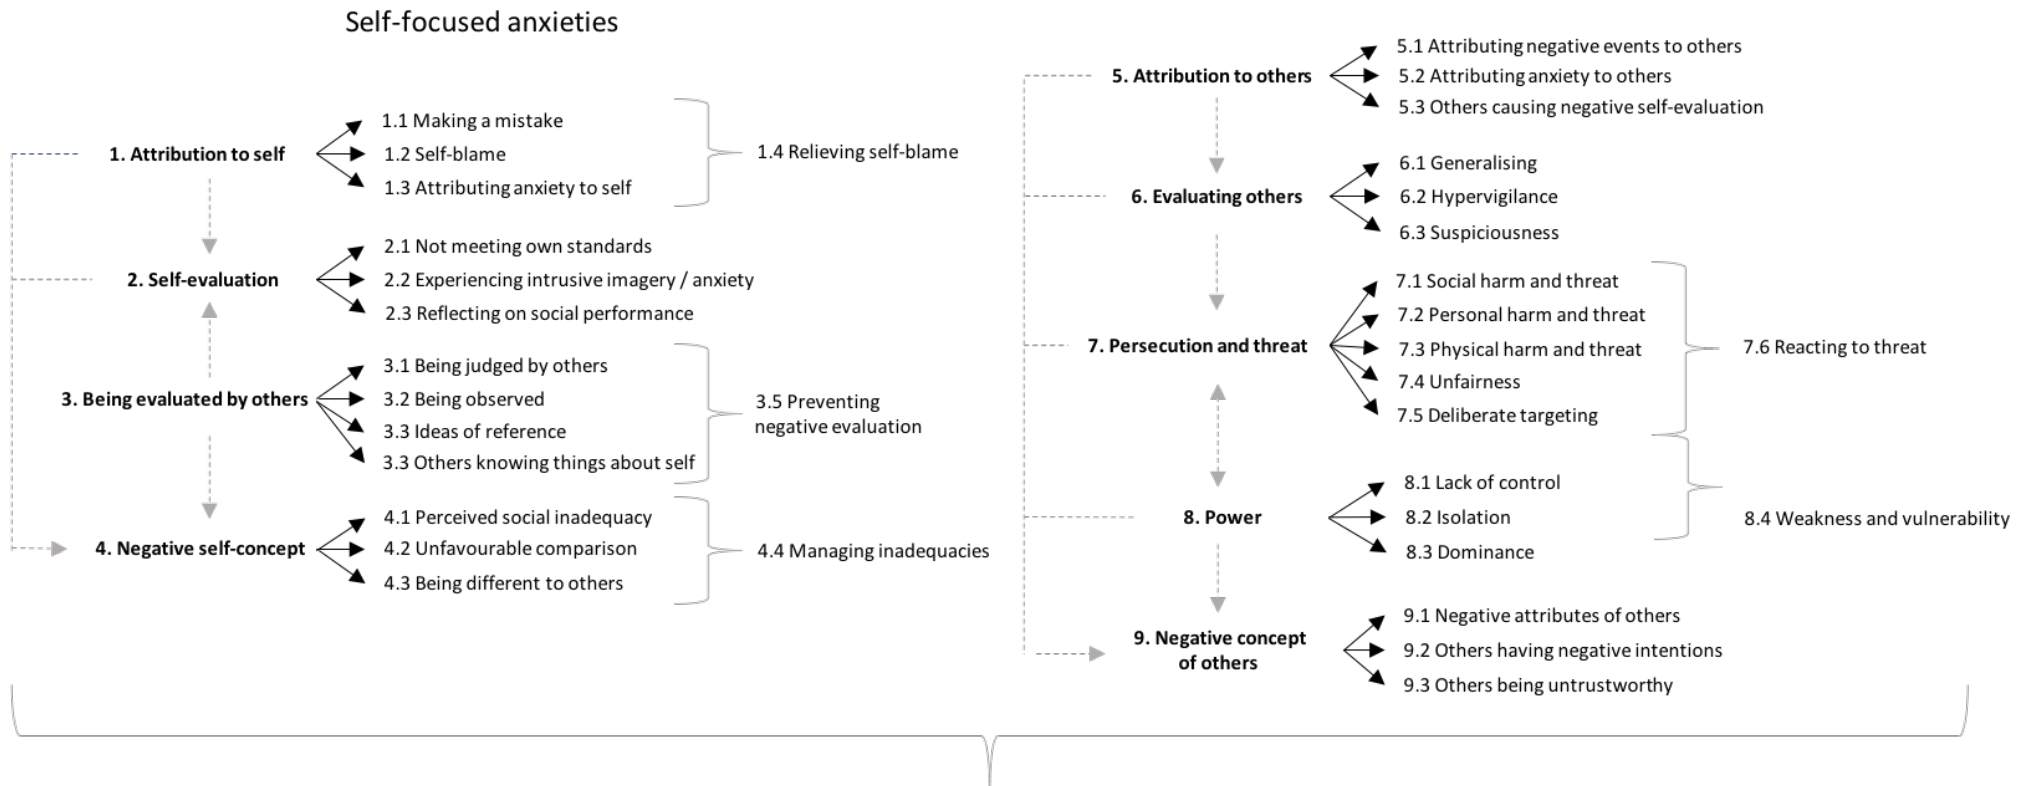 Self-focused anxieties
1. Attribution to self
1.1 Making a mistake
1.2 Self-blame
1.3 Attributing anxiety to self
1.4 Relieving self-blame
2. Self-evaluation
2.1 Not meeting own standards
2.2 Experiencing intrusive imagery / anxiety
2.3 Reflecting on social performance
3. Being evaluated by others
3.1 Being judged by others
3.2 Being observed
3.3 Ideas of reference
3.3 Others knowing things about self
3.5 Preventing
negative evaluation
4. Negative self-concept
4.1 Perceived social inadequacy
4.2 Unfavourable comparison
4.3 Being different to others
4.4 Managing inadequacies
5. Attribution to others
5.1 Attributing negative events to others
5.2 Attributing anxiety to others
5.3 Others causing negative self-evaluation
6. Evaluating others
6.1 Generalising
6.2 Hypervigilance
6.3 Suspiciousness
7. Persecution and threat
7.1 Social harm and threat
7.2 Personal harm and threat
7.3 Physical harm and threat
7.4 Unfairness
7.5 Deliberate targeting
7.6 Reacting to threat
8. Power
8.1 Lack of control
8.2 Isolation
8.3 Dominance
8.4 Weakness and vulnerability
9. Negative concept
of others
9.1 Negative attributes of others
9.2 Others having negative intentions
9.3 Others being untrustworthy